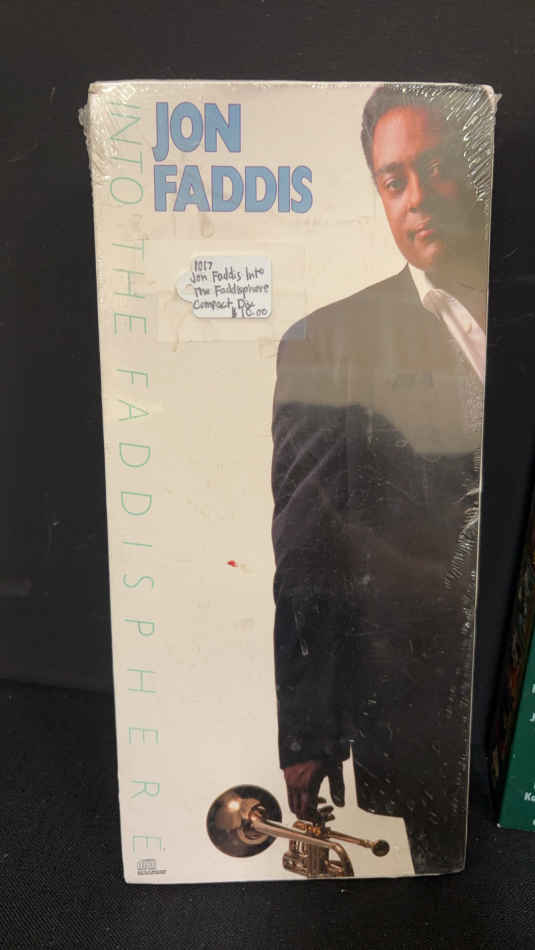 JON
FADDIS
INTO THE FADDISPHERE
1017
Jon Faddis Into
The Faddisphere
Compact Disc
$10.00